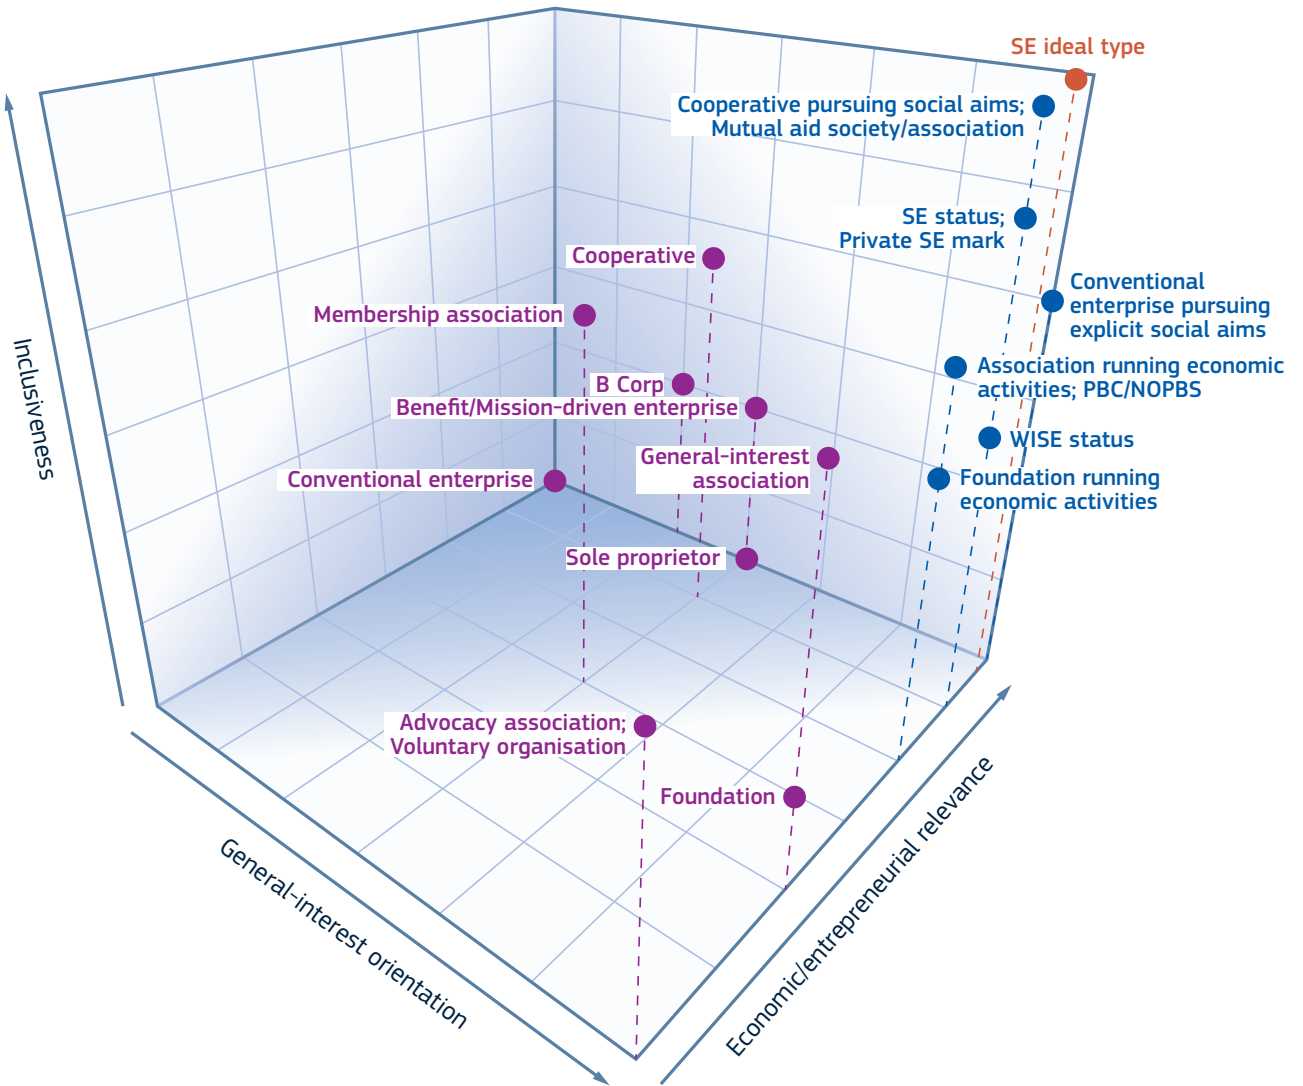 SE ideal type
Cooperative pursuing social aims;
Mutual aid society/association
SE status;
Private SE mark
Cooperative
Conventional
enterprise pursuing
explicit social aims
Membership association
Inclusiveness
B Corp
Association running economic
activities; PBC/NOPBS
Benefit/Mission-driven enterprise
WISE status
General-interest
association
Conventional enterprise
Foundation running
economic activities
Sole proprietor
Advocacy association;
Voluntary organisation
Foundation
General-interest orientation
Economic/entrepreneurial relevance